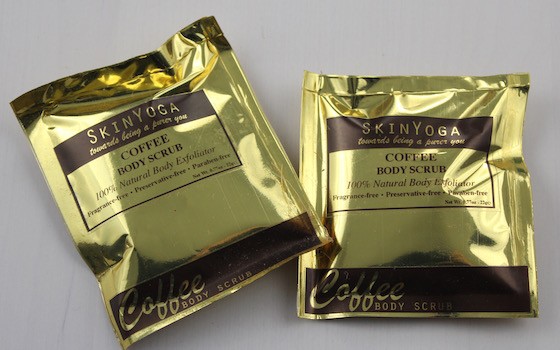 SKINYOGA
towards being a purer you
COFFEE
BODY SCRUB
100% Natural Body Exfoliator
Fragrance-free • Preservative-free • Paraben-free
Coffee
BODY SCRUB
SKINYOGA
towards being a purer you
COFFEE
BODY SCRUB
100% Natural Body Exfoliator
Fragrance-free • Preservative-free • Paraben-free
Coffee
BODY SCRUB